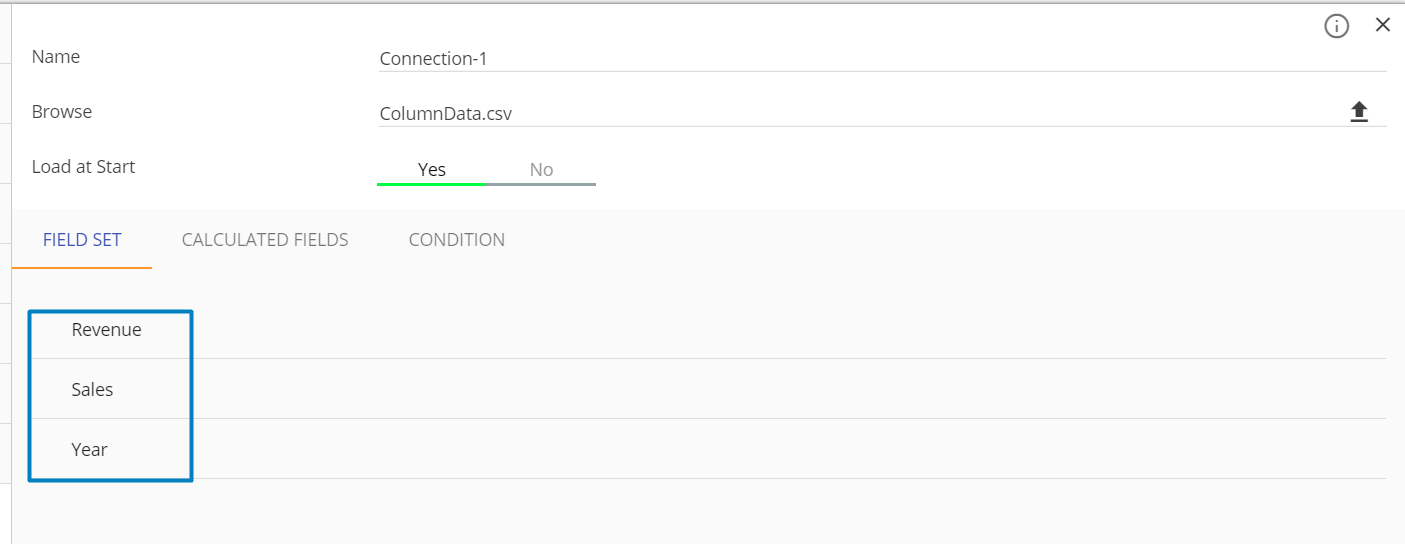 Name
Connection-1
Browse
ColumnData.csv
Load at Start
Yes No
FIELD SET CALCULATED FIELDS CONDITION
Revenue
Sales
Year